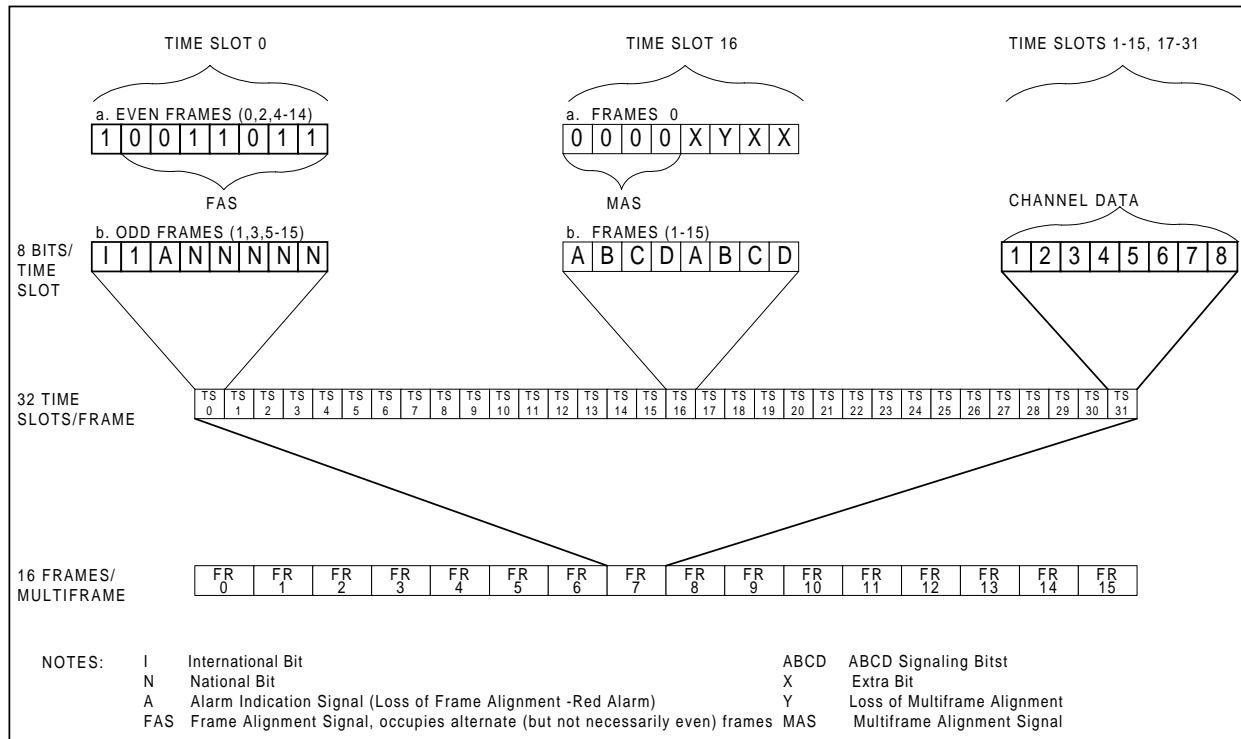 TIME SLOT 0
TIME SLOT 16
TIME SLOTS 1-15, 17-31
a. EVEN FRAMES (0,2,4-14)
1 0 0 1 1 0 1 1
FAS
a. FRAMES 0
0 0 0 0 X Y X X
MAS
CHANNEL DATA
8 BITS/
TIME
SLOT
b. ODD FRAMES (1,3,5-15)
I 1 A N N N N N
b. FRAMES (1-15)
A B C D A B C D
1 2 3 4 5 6 7 8
32 TIME
SLOTS/FRAME
TS TS TS TS TS TS TS TS TS TS TS TS TS TS TS TS TS TS TS TS TS TS TS TS TS TS TS TS TS TS TS TS
0 1 2 3 4 5 6 7 8 9 10 11 12 13 14 15 16 17 18 19 20 21 22 23 24 25 26 27 28 29 30 31
16 FRAMES/
MULTIFRAME
FR FR FR FR FR FR FR FR FR FR FR FR FR FR FR FR
0 1 2 3 4 5 6 7 8 9 10 11 12 13 14 15
NOTES:
I International Bit
N National Bit
A Alarm Indication Signal (Loss of Frame Alignment -Red Alarm)
FAS Frame Alignment Signal, occupies alternate (but not necessarily even) frames
ABCD ABCD Signaling Bitst
X Extra Bit
Y Loss of Multiframe Alignment
MAS Multiframe Alignment Signal